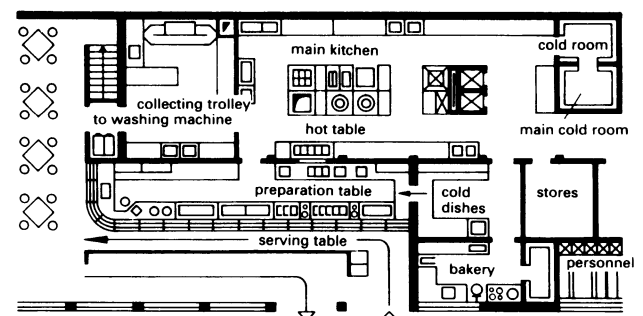 main kitchen
cold room
collecting trolley
to washing machine
hot table
main cold room
preparation table
cold
dishes
stores
serving table
bakery
personnel